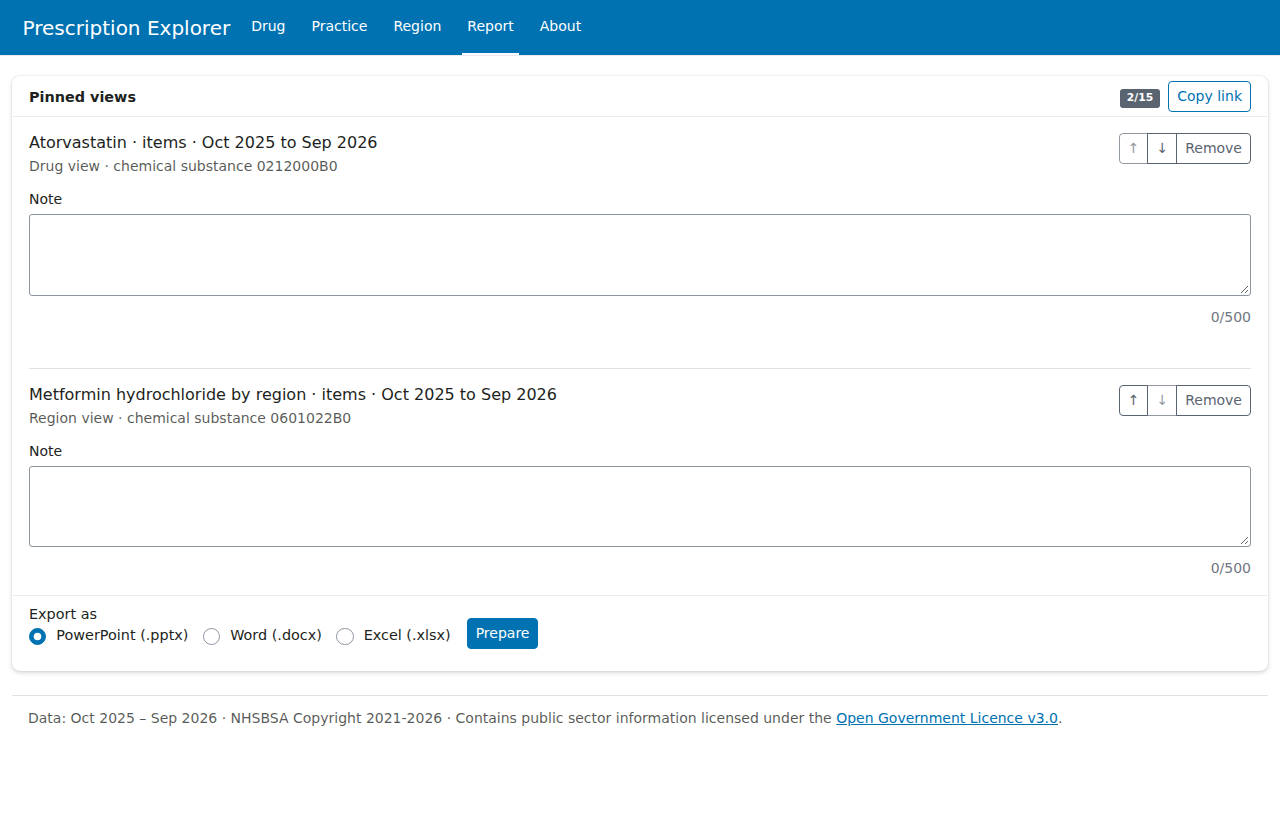 Prescription Explorer Drug Practice Region Report About
Pinned views 2/15 Copy link
Atorvastatin · items · Oct 2025 to Sep 2026 ↑ ↓ Remove
Drug view · chemical substance 0212000B0
Note
0/500
Metformin hydrochloride by region · items · Oct 2025 to Sep 2026 ↑ ↓ Remove
Region view · chemical substance 0601022B0
Note
0/500
Export as
PowerPoint (.pptx) Word (.docx) Excel (.xlsx) Prepare
Data: Oct 2025 – Sep 2026 · NHSBSA Copyright 2021-2026 · Contains public sector information licensed under the Open Government Licence v3.0.